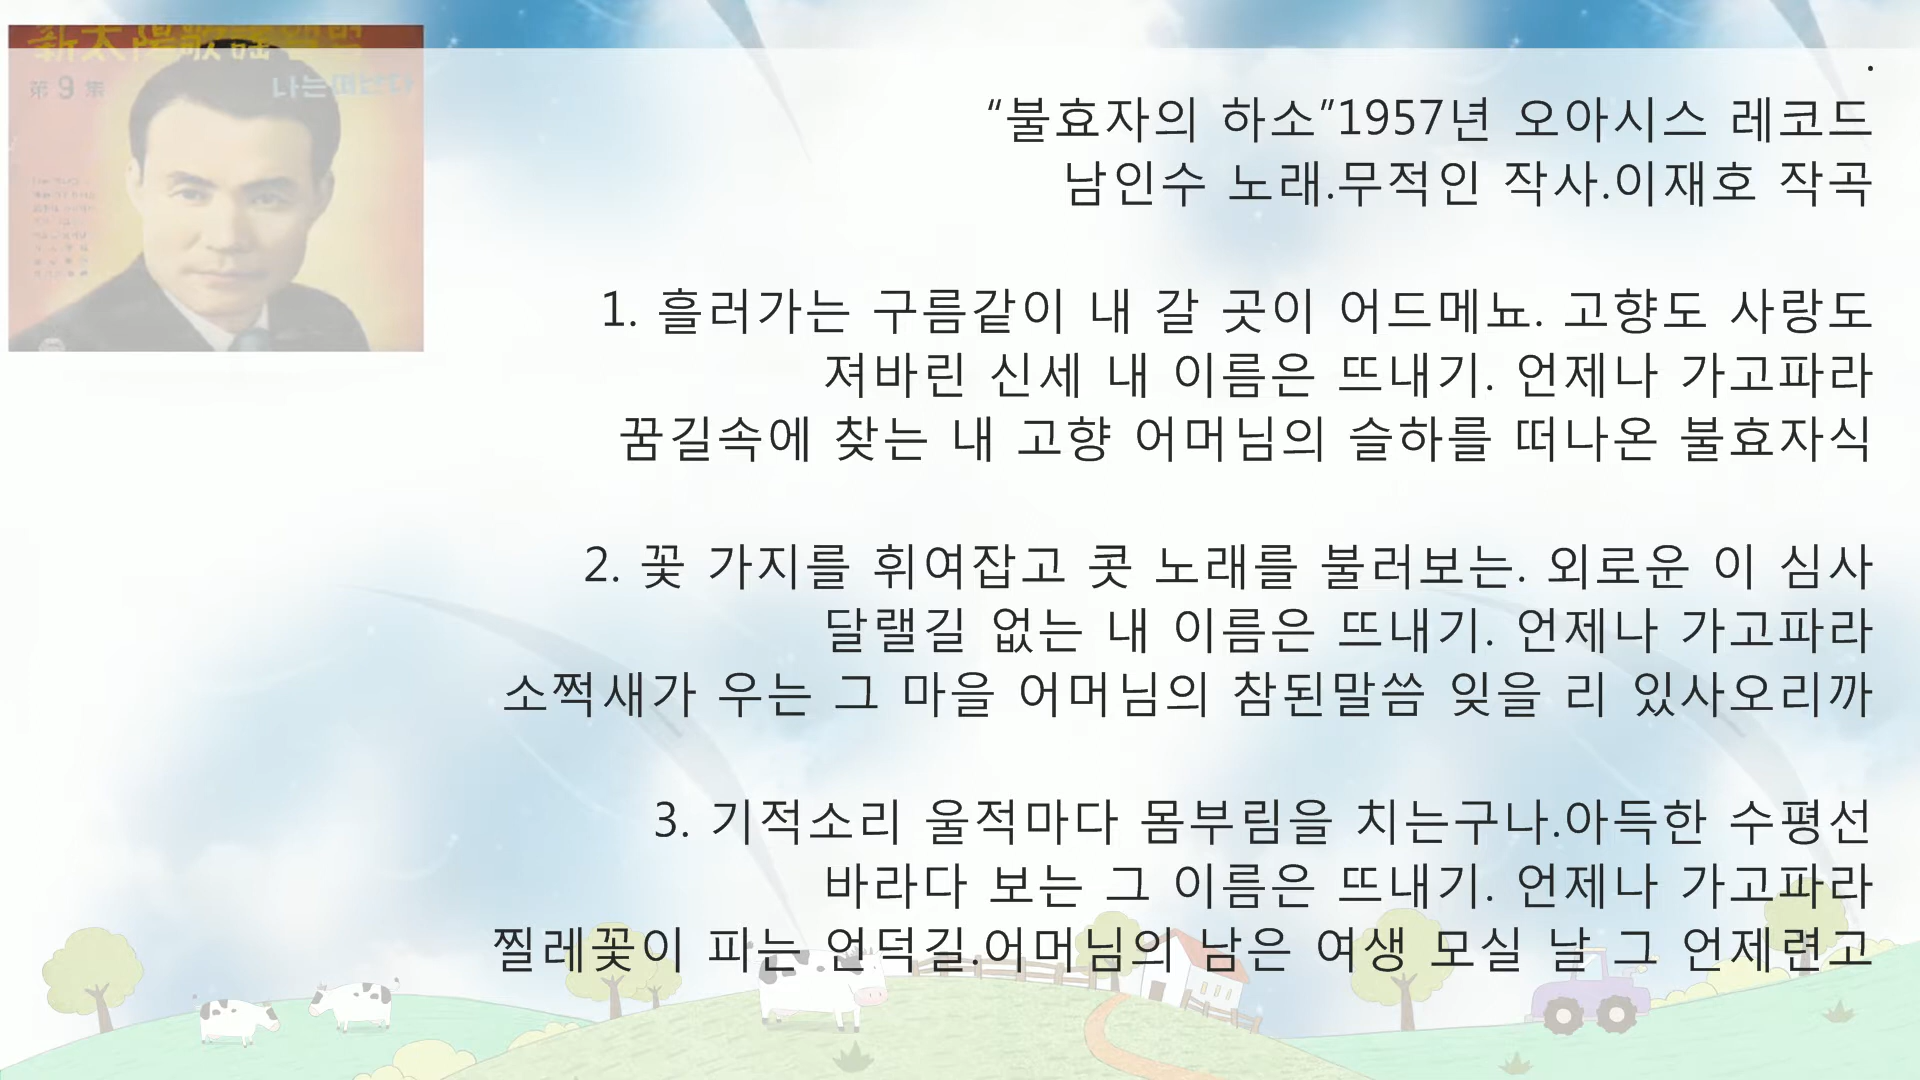 新太陽歌謠앨범
第9集
나는떠난다
.
“불효자의 하소”1957년 오아시스 레코드
남인수 노래.무적인 작사.이재호 작곡
1. 흘러가는 구름같이 내 갈 곳이 어드메뇨. 고향도 사랑도
져바린 신세 내 이름은 뜨내기. 언제나 가고파라
꿈길속에 찾는 내 고향 어머님의 슬하를 떠나온 불효자식
2. 꽃 가지를 휘여잡고 콧 노래를 불러보는. 외로운 이 심사
달랠길 없는 내 이름은 뜨내기. 언제나 가고파라
소쩍새가 우는 그 마을 어머님의 참된말씀 잊을 리 있사오리까
3. 기적소리 울적마다 몸부림을 치는구나.아득한 수평선
바라다 보는 그 이름은 뜨내기. 언제나 가고파라
찔레꽃이 피는 언덕길.어머님의 남은 여생 모실 날 그 언제련고